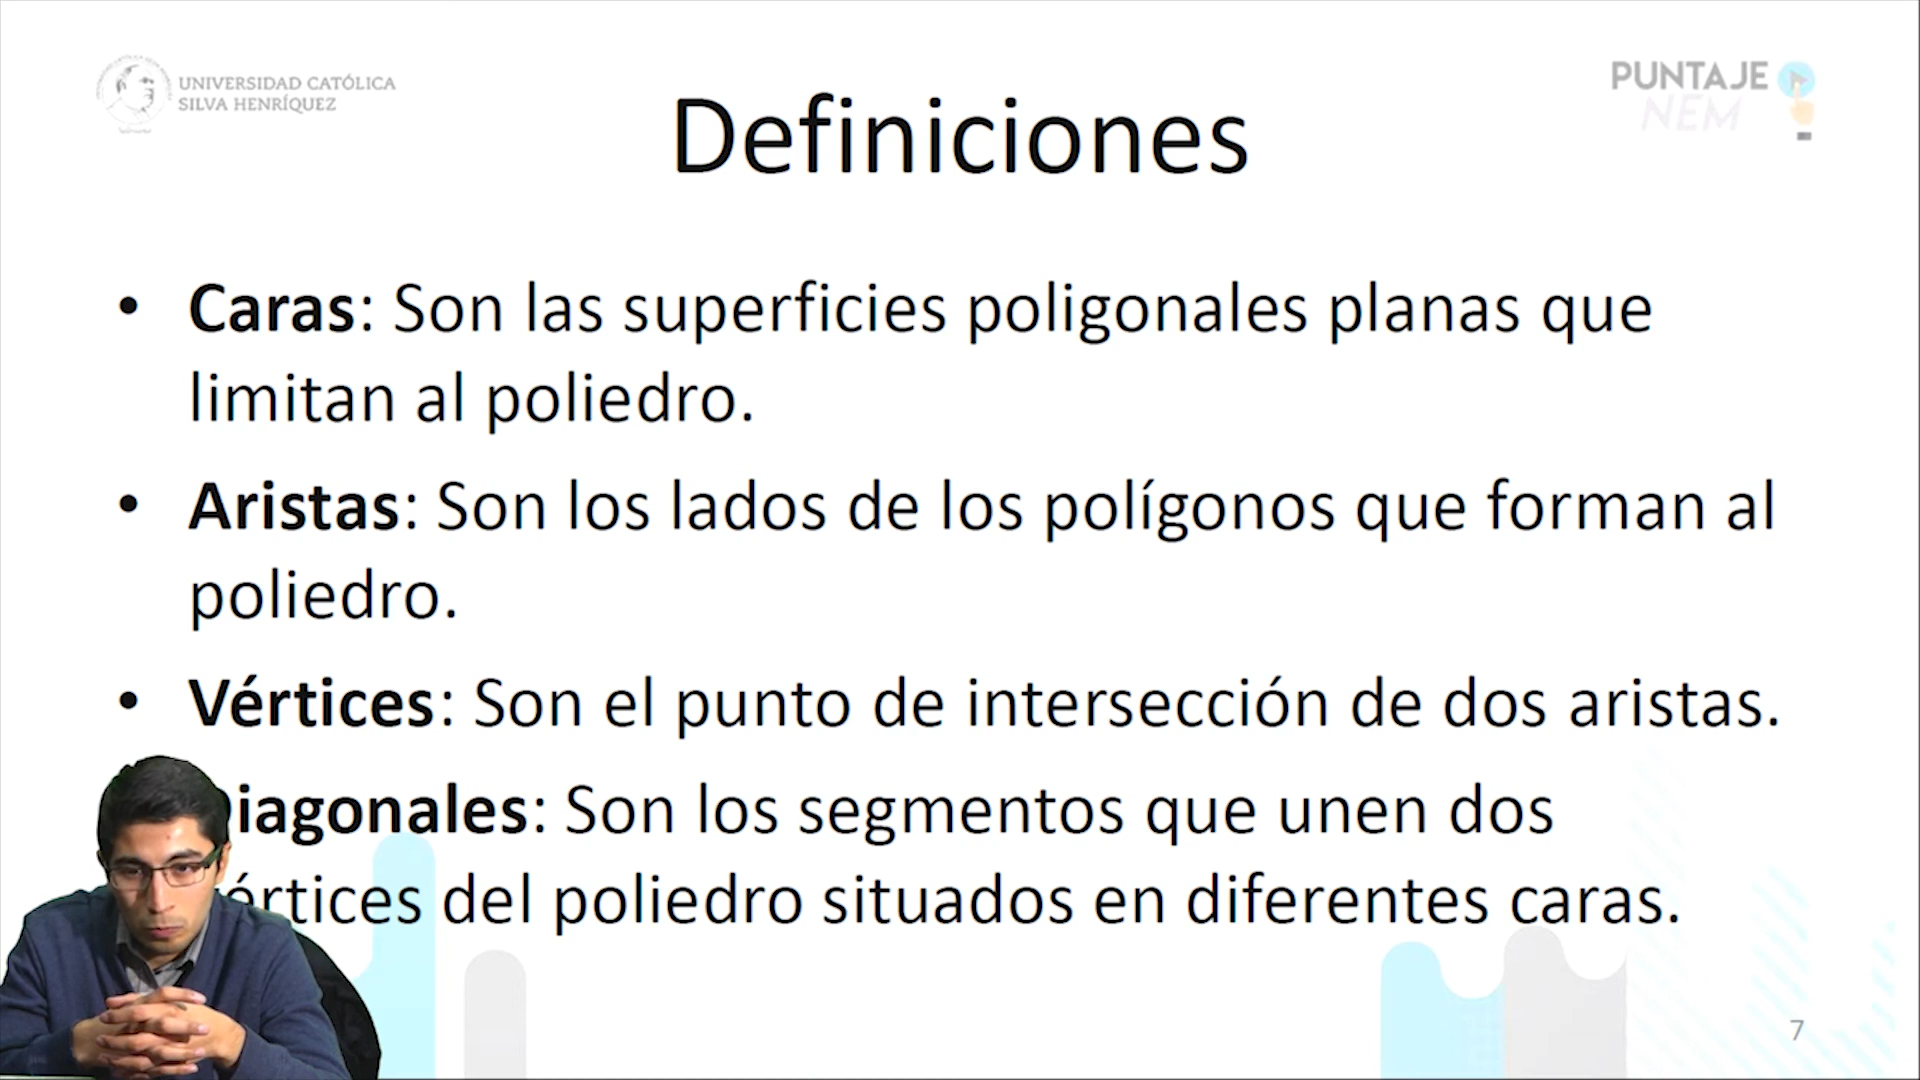 UNIVERSIDAD CATÓLICA
SILVA HENRÍQUEZ
PUNTAJE
NEM
Definiciones
• Caras: Son las superficies poligonales planas que
limitan al poliedro.
• Aristas: Son los lados de los polígonos que forman al
poliedro.
• Vértices: Son el punto de intersección de dos aristas.
Diagonales: Son los segmentos que unen dos
vértices del poliedro situados en diferentes caras.
7